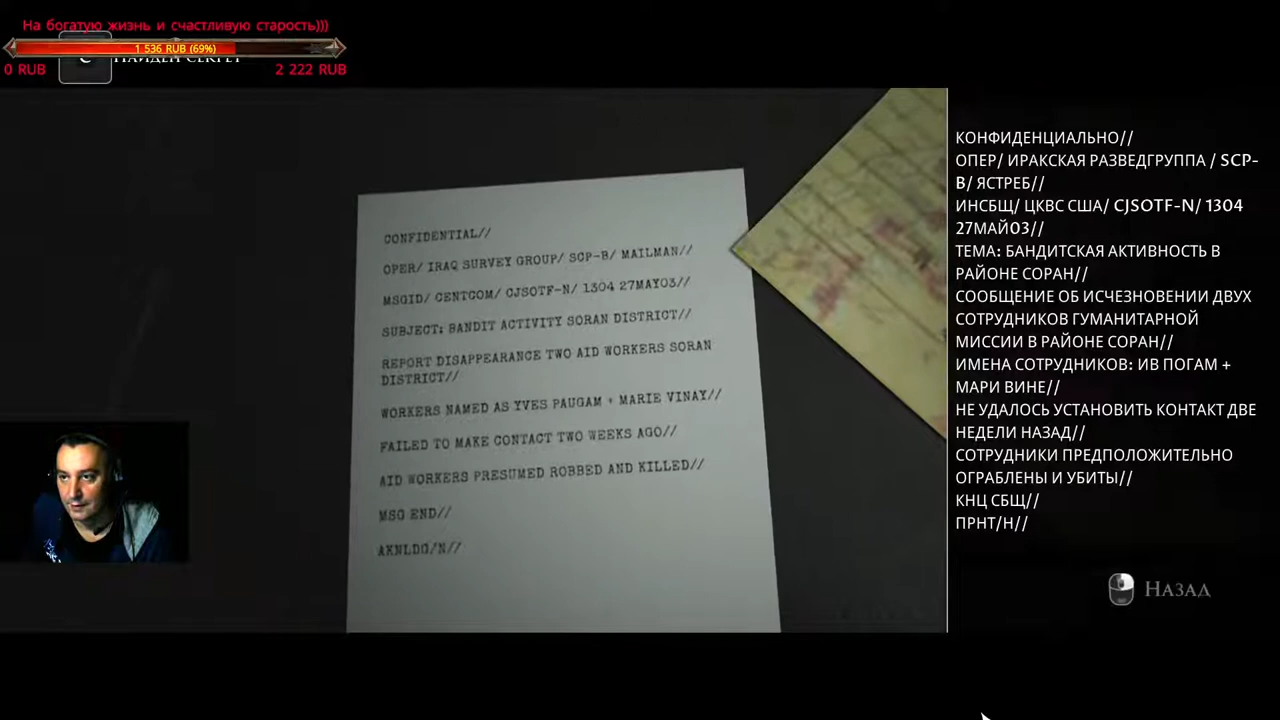 На богатую жизнь и счастливую старость)))
1 536 RUB (69%)
0 RUB
2 222 RUB
НАЙДЕН СЕКРЕТ
CONFIDENTIAL//
OPER/ IRAQ SURVEY GROUP/ SCP-B/ MAILMAN//
MSGID/ CENTCOM/ CJSOTF-N/ 1304 27MAY03//
SUBJECT: BANDIT ACTIVITY SORAN DISTRICT//
REPORT DISAPPEARANCE TWO AID WORKERS SORAN
DISTRICT//
WORKERS NAMED AS YVES PAUGAM + MARIE VINAY//
FAILED TO MAKE CONTACT TWO WEEKS AGO//
AID WORKERS PRESUMED ROBBED AND KILLED//
MSG END//
AKNLDG/N//
КОНФИДЕНЦИАЛЬНО//
ОПЕР/ ИРАКСКАЯ РАЗВЕДГРУППА / SCP-
B/ ЯСТРЕБ//
ИНСБЩ/ ЦКВС США/ CJSOTF-N/ 1304
27МАЙ03//
ТЕМА: БАНДИТСКАЯ АКТИВНОСТЬ В
РАЙОНЕ СОРАН//
СООБЩЕНИЕ ОБ ИСЧЕЗНОВЕНИИ ДВУХ
СОТРУДНИКОВ ГУМАНИТАРНОЙ
МИССИИ В РАЙОНЕ СОРАН//
ИМЕНА СОТРУДНИКОВ: ИВ ПОГАМ +
МАРИ ВИНЕ//
НЕ УДАЛОСЬ УСТАНОВИТЬ КОНТАКТ ДВЕ
НЕДЕЛИ НАЗАД//
СОТРУДНИКИ ПРЕДПОЛОЖИТЕЛЬНО
ОГРАБЛЕНЫ И УБИТЫ//
КНЦ СБЩ//
ПРНТ/Н//
НАЗАД